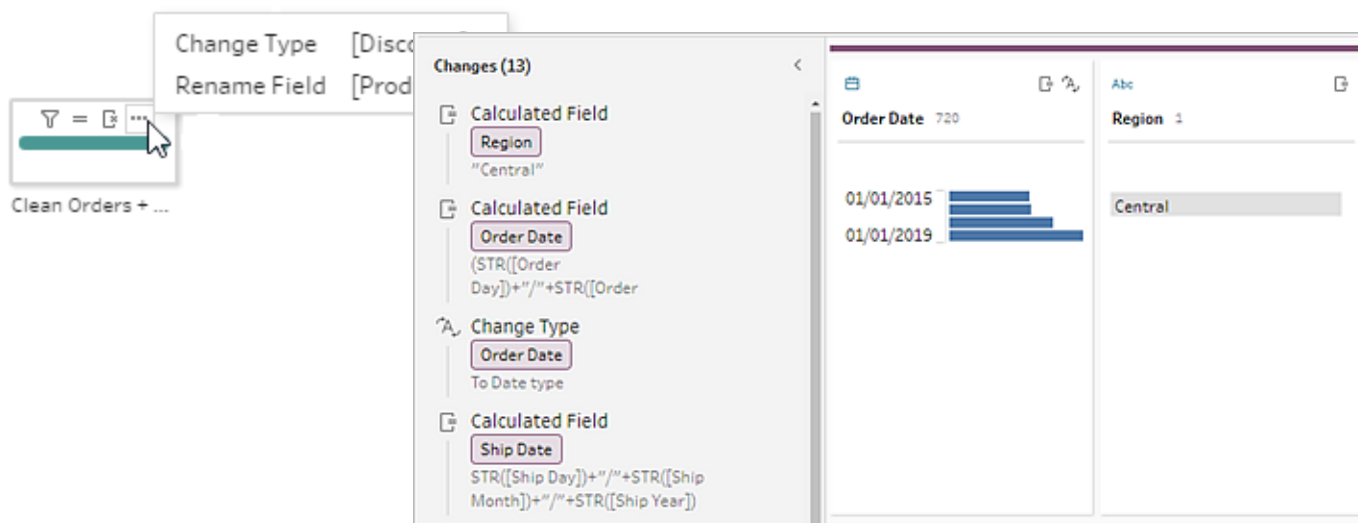 Change Type [Disco
Rename Field [Prod
Clean Orders + ...
Changes (13)
Calculated Field
Region
"Central"
Calculated Field
Order Date
(STR([Order
Day])+"/"+STR([Order
Change Type
Order Date
To Date type
Calculated Field
Ship Date
STR([Ship Day])+"/"+STR([Ship
Month])+"/"+STR([Ship Year])
Order Date 720
01/01/2015
01/01/2019
Abc
Region 1
Central